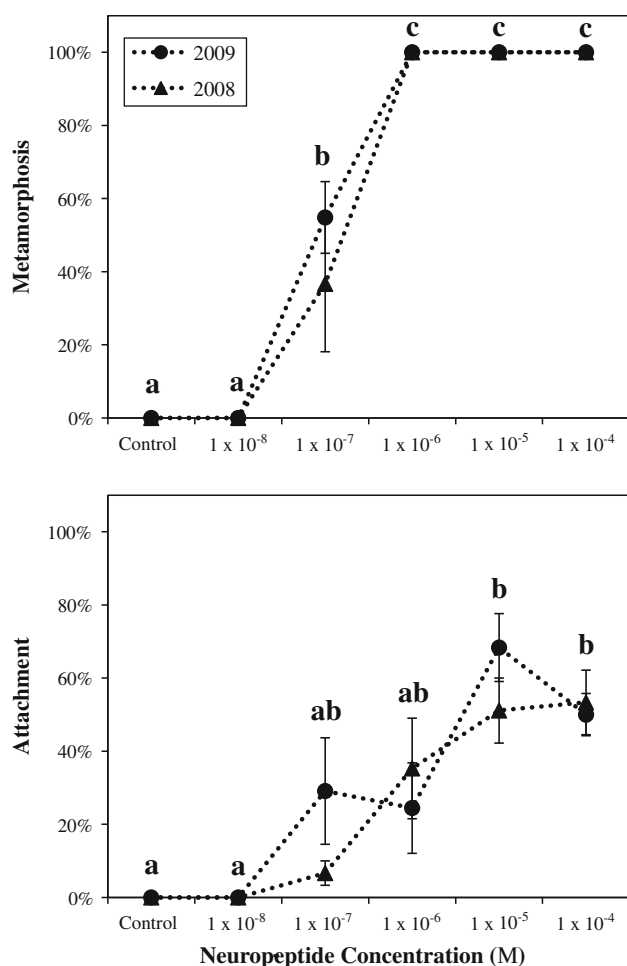 c c c
100%
2009
2008
80%
b
60%
Metamorphosis
40%
20%
a a
0%
Control 1 x 10⁻⁸ 1 x 10⁻⁷ 1 x 10⁻⁶ 1 x 10⁻⁵ 1 x 10⁻⁴
100%
80%
b
b
60%
Attachment
ab
ab
40%
20%
a a
0%
Control 1 x 10⁻⁸ 1 x 10⁻⁷ 1 x 10⁻⁶ 1 x 10⁻⁵ 1 x 10⁻⁴
Neuropeptide Concentration (M)